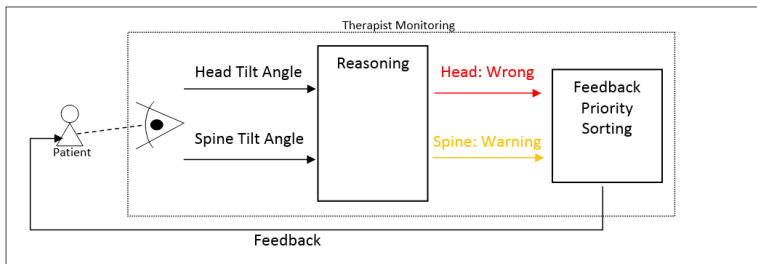 Therapist Monitoring
Head Tilt Angle
Reasoning
Head: Wrong
Feedback
Priority
Sorting
Patient
Spine Tilt Angle
Spine: Warning
Feedback